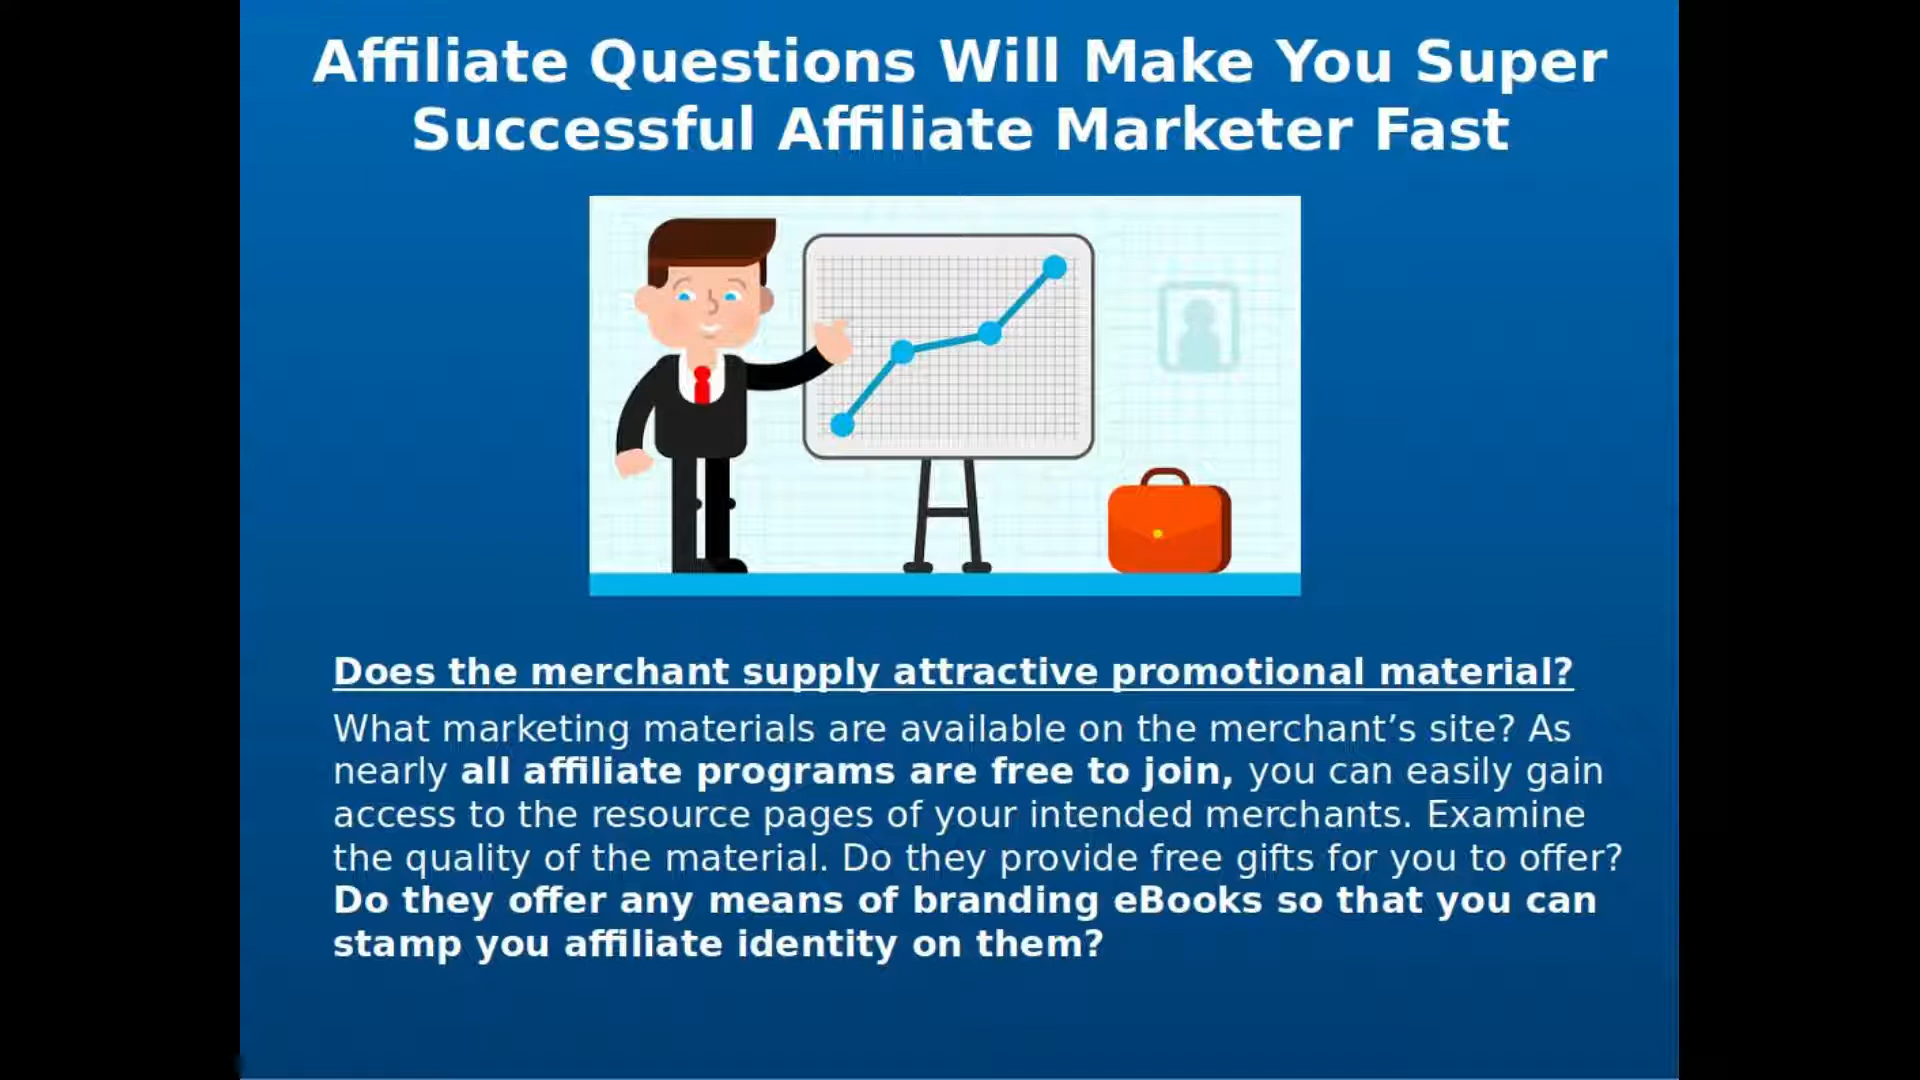 Affiliate Questions Will Make You Super
Successful Affiliate Marketer Fast
Does the merchant supply attractive promotional material?
What marketing materials are available on the merchant’s site? As
nearly all affiliate programs are free to join, you can easily gain
access to the resource pages of your intended merchants. Examine
the quality of the material. Do they provide free gifts for you to offer?
Do they offer any means of branding eBooks so that you can
stamp you affiliate identity on them?